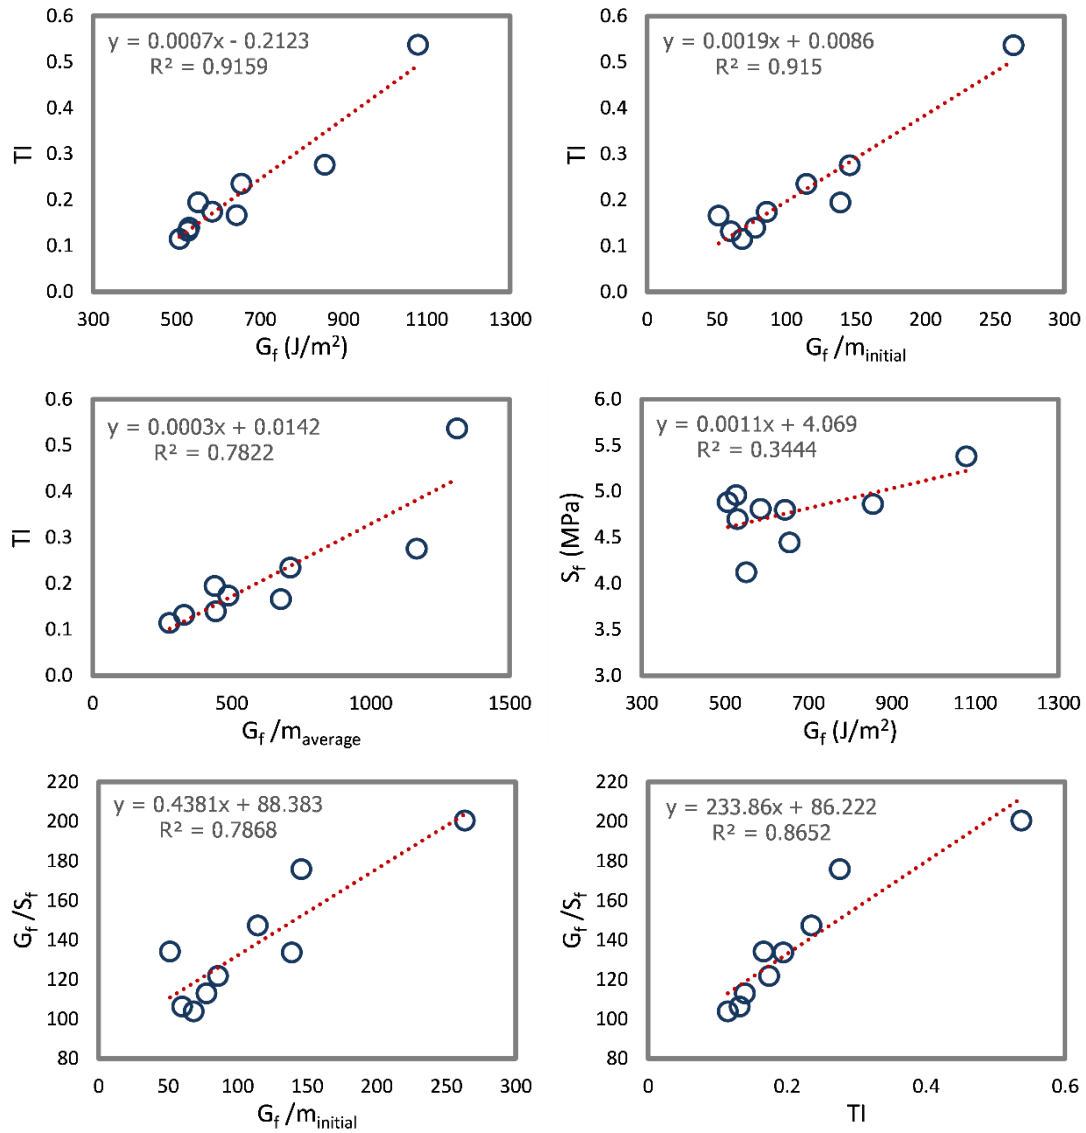 y = 0.0007x - 0.2123
R² = 0.9159
0.6
0.5
0.4
0.3
0.2
0.1
0.0
TI
300 500 700 900 1100 1300
G_f (J/m²)
y = 0.0019x + 0.0086
R² = 0.915
0.6
0.5
0.4
0.3
0.2
0.1
0.0
TI
0 50 100 150 200 250 300
G_f /m_initial
y = 0.0003x + 0.0142
R² = 0.7822
0.6
0.5
0.4
0.3
0.2
0.1
0.0
TI
0 500 1000 1500
G_f /m_average
y = 0.0011x + 4.069
R² = 0.3444
6.0
5.5
5.0
4.5
4.0
3.5
3.0
S_f (MPa)
300 500 700 900 1100 1300
G_f (J/m²)
y = 0.4381x + 88.383
R² = 0.7868
220
200
180
160
140
120
100
80
G_f /S_f
0 50 100 150 200 250 300
G_f /m_initial
y = 233.86x + 86.222
R² = 0.8652
220
200
180
160
140
120
100
80
G_f /S_f
0 0.2 0.4 0.6
TI